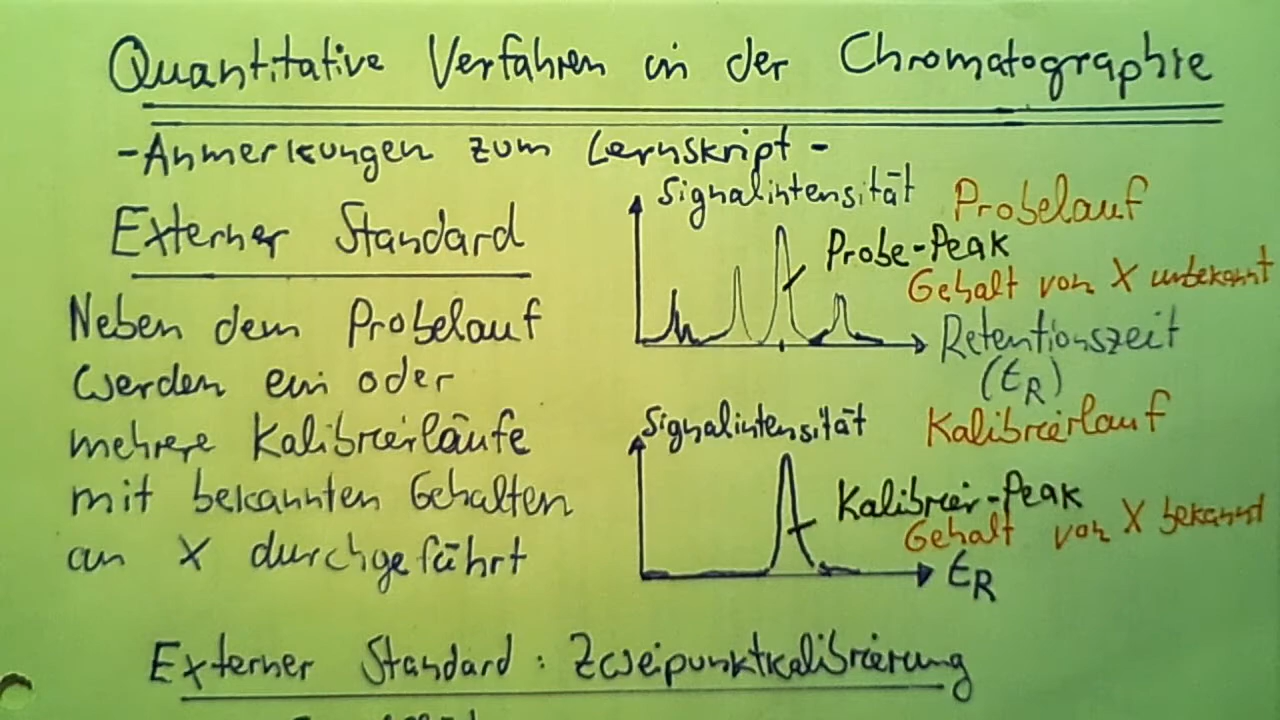 Quantitative Verfahren in der Chromatographie
-Anmerkungen zum Lernskript-
Externer Standard
Neben dem Probelauf
werden ein oder
mehrere Kalibrierläufe
mit bekannten Gehalten
an X durchgeführt
Signalintensität
Probelauf
Probe-Peak
Gehalt von X unbekannt
Retentionszeit
(tR)
Signalintensität
Kalibrierlauf
Kalibrier-Peak
Gehalt von X bekannt
tR
Externer Standard: Zweipunktkalibrierung